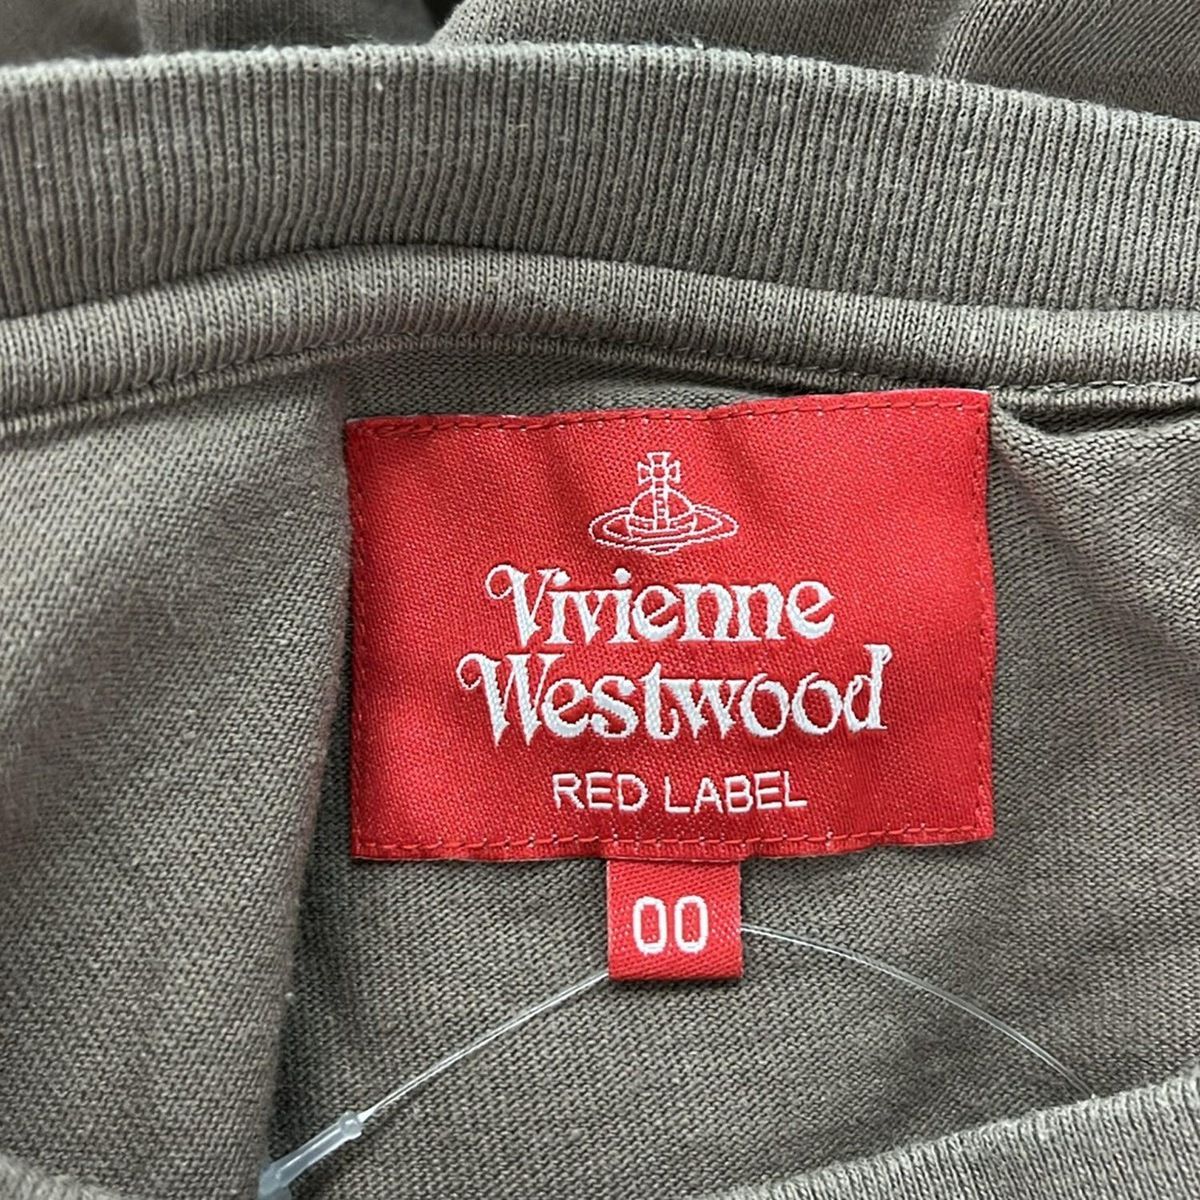 Vivienne
Westwood
RED LABEL
00